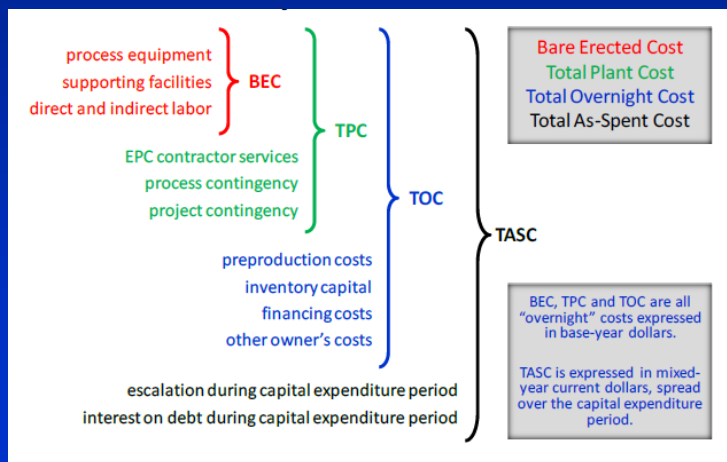 process equipment
supporting facilities
direct and indirect labor
BEC
EPC contractor services
process contingency
project contingency
TPC
preproduction costs
inventory capital
financing costs
other owner's costs
TOC
escalation during capital expenditure period
interest on debt during capital expenditure period
TASC
Bare Erected Cost
Total Plant Cost
Total Overnight Cost
Total As-Spent Cost
BEC, TPC and TOC are all
“overnight” costs expressed
in base-year dollars.
TASC is expressed in mixed-
year current dollars, spread
over the capital expenditure
period.